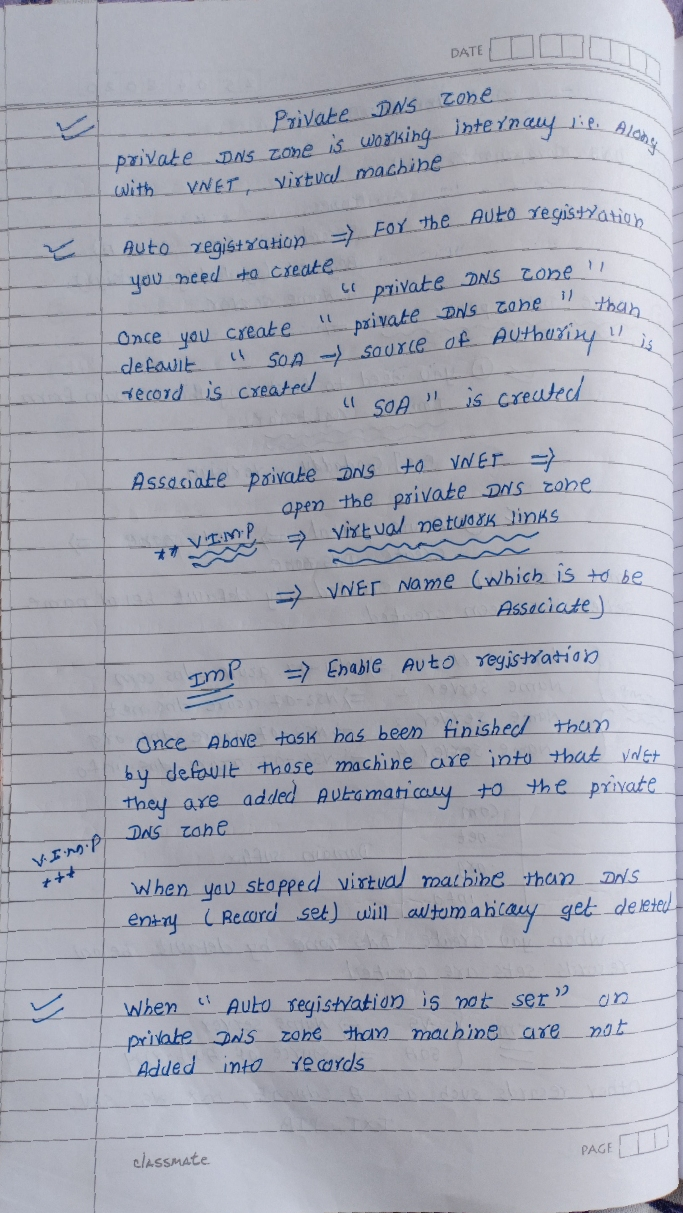 DATE
Private DNS zone
private DNS zone is working internally i.e. Along
with VNET, virtual machine
Auto registration ⇒ For the Auto registration
you need to create
" private DNS zone "
Once you create " private DNS zone " than
default " SOA → source of Authority " is
record is created
" SOA " is created
Associate private DNS to VNET ⇒
open the private DNS zone
** V.I.M.P ⇒ virtual network links
⇒ VNET Name (which is to be
Associate)
IMP ⇒ Enable Auto registration
Once Above task has been finished than
by default those machine are into that VNET
they are added Automatically to the private
DNS zone
V.I.M.P
***
When you stopped virtual machine than DNS
entry (Record set) will automatically get deleted
When " Auto registration is not set" on
private DNS zone than machine are not
Added into records
classmate
PAGE